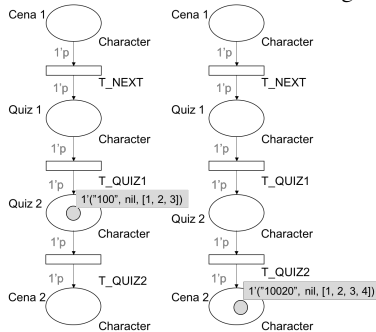 Cena 1
Character
1'p
T_NEXT
1'p
Quiz 1
Character
1'p
T_QUIZ1
1'p
1'("100", nil, [1, 2, 3])
Quiz 2
Character
1'p
T_QUIZ2
1'p
Cena 2
Character
Cena 1
Character
1'p
T_NEXT
1'p
Quiz 1
Character
1'p
T_QUIZ1
1'p
Quiz 2
Character
1'p
T_QUIZ2
1'p
1'("10020", nil, [1, 2, 3, 4])
Cena 2
Character